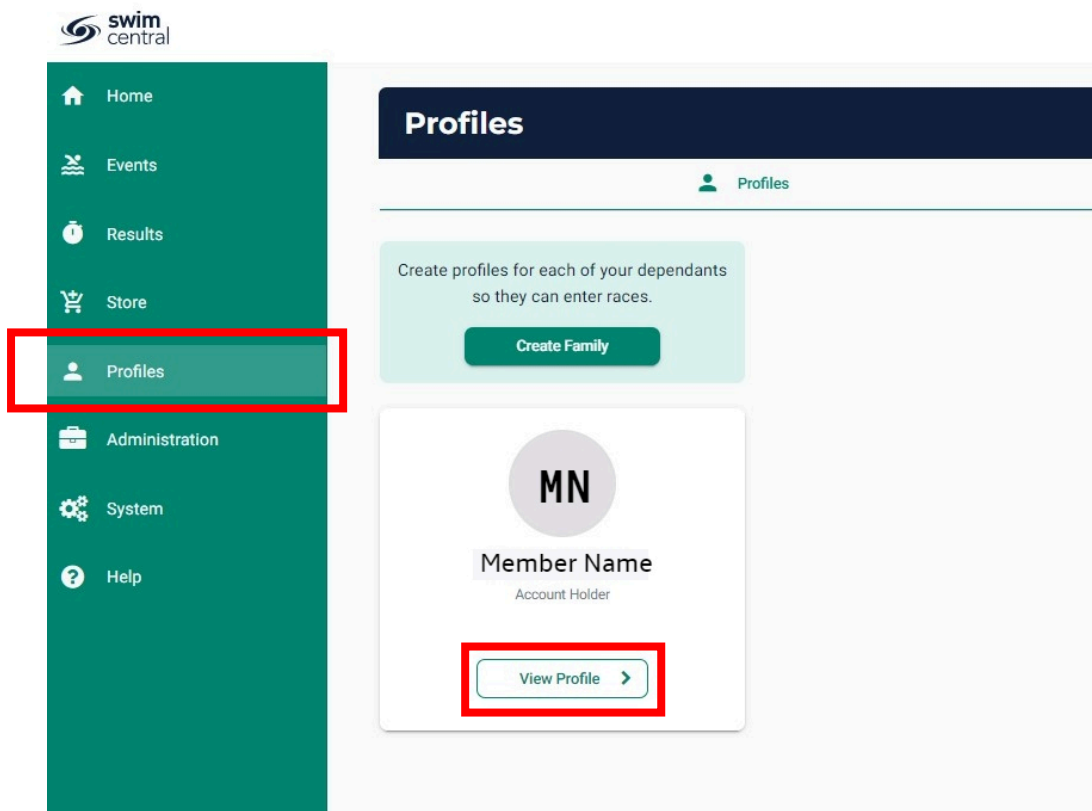 swim
central
Home
Events
Results
Store
Profiles
Administration
System
Help
Profiles
Profiles
Create profiles for each of your dependants
so they can enter races.
Create Family
MN
Member Name
Account Holder
View Profile